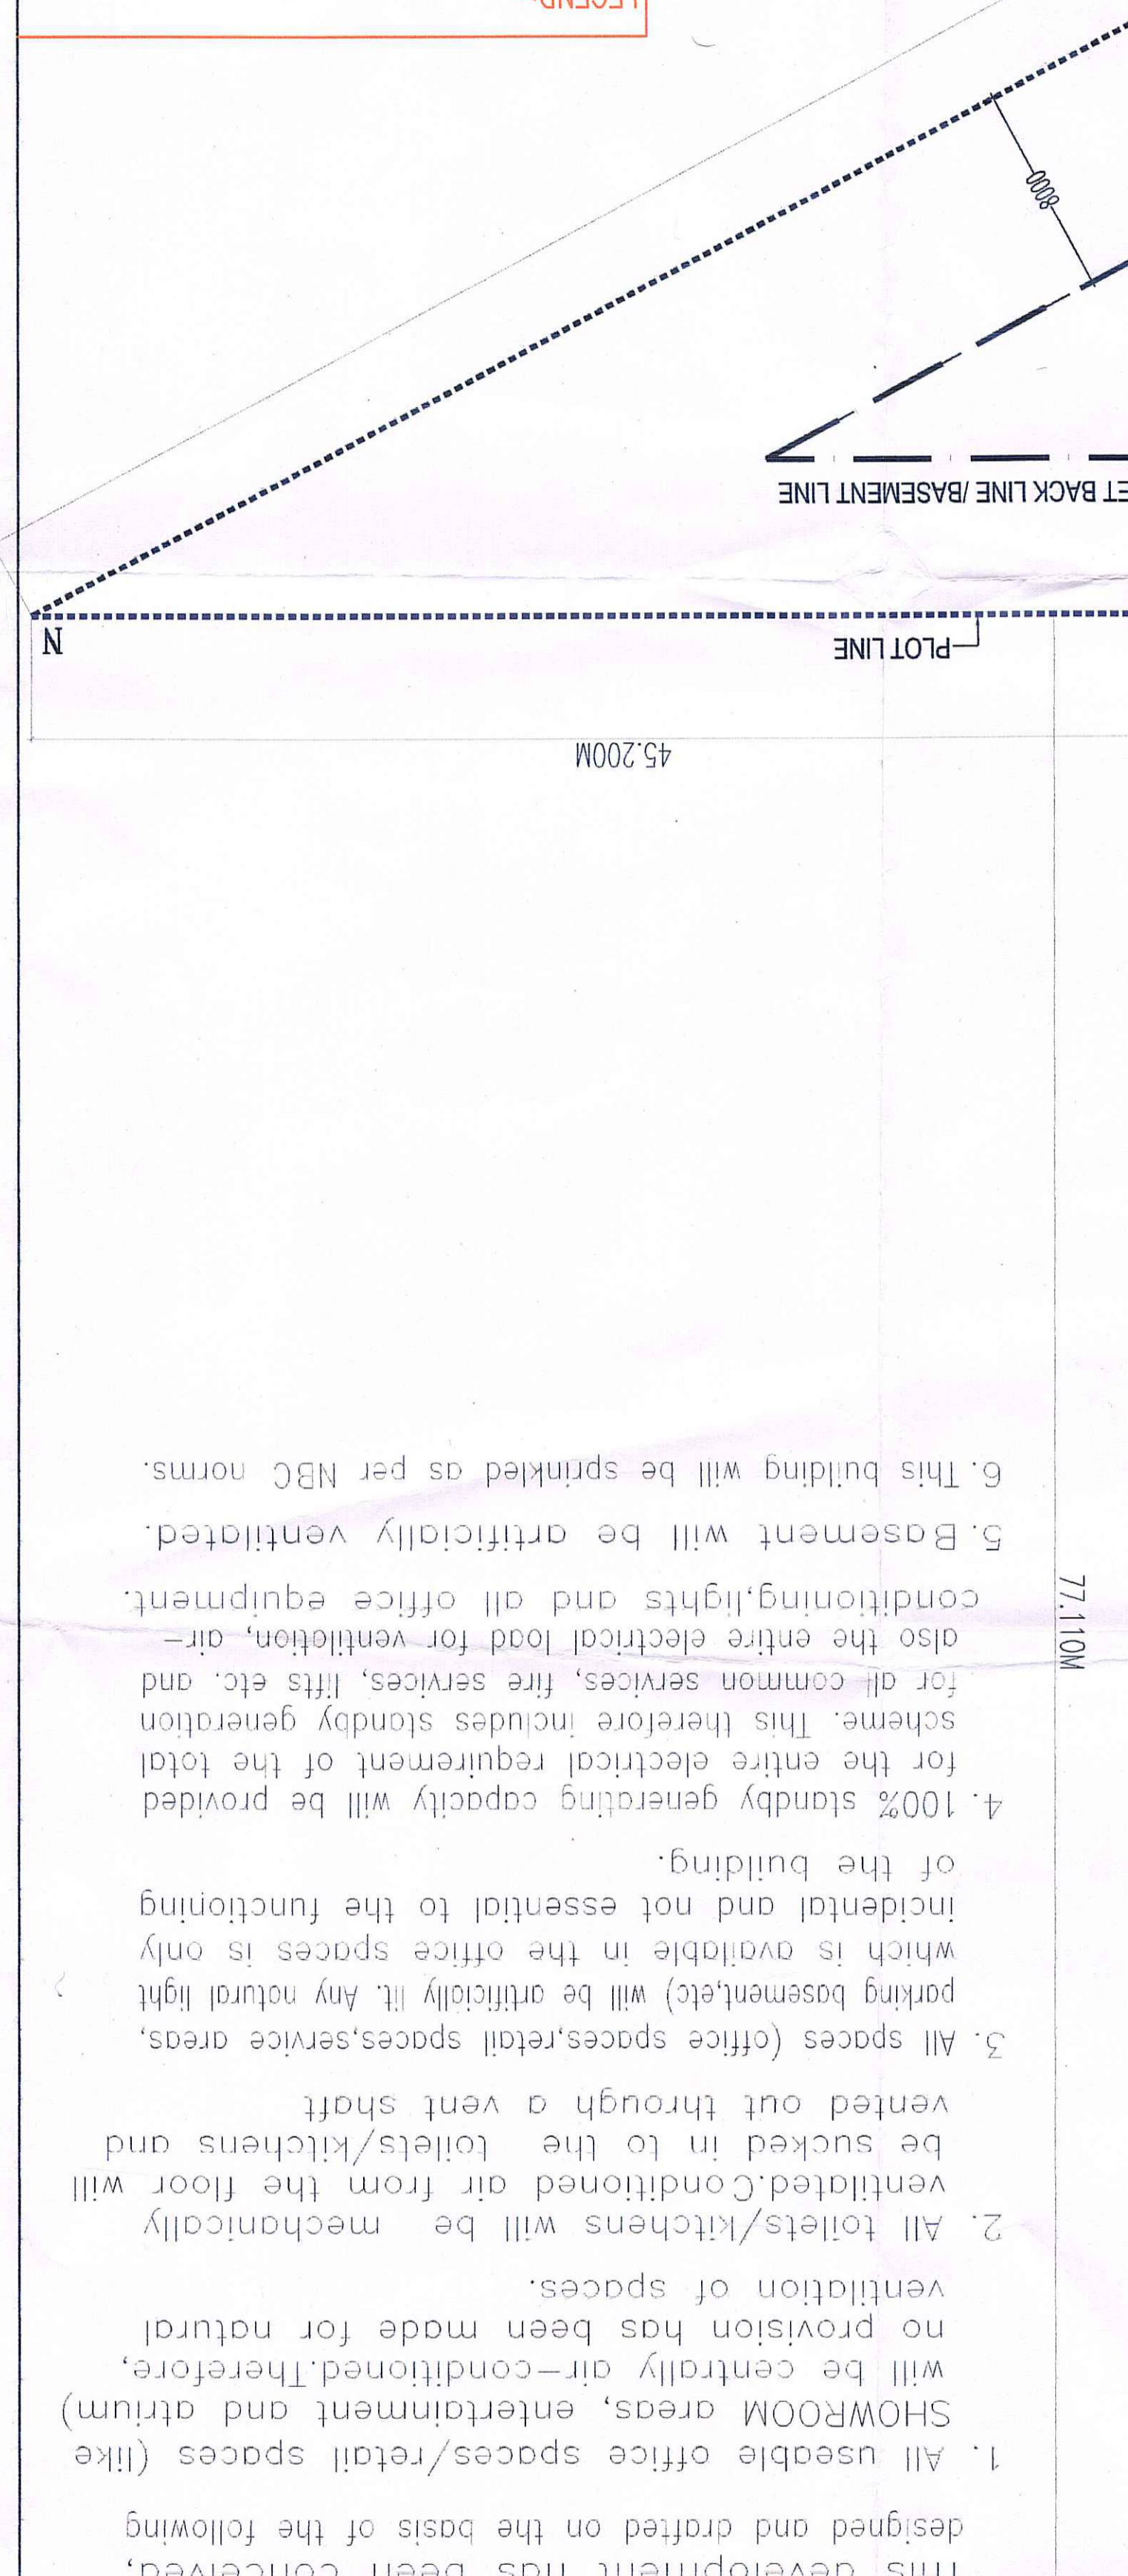 This development has been conceived,
designed and drafted on the basis of the following
1. All useable office spaces/retail spaces (like
SHOWROOM areas, entertainment and atrium)
will be centrally air-conditioned.Therefore,
no provision has been made for natural
ventilation of spaces.
2. All toilets/kitchens will be mechanically
ventilated.Conditioned air from the floor will
be sucked in to the toilets/kitchens and
vented out through a vent shaft
3. All spaces (office spaces,retail spaces,service areas,
parking basement,etc) will be artificially lit. Any natural light
which is available in the office spaces is only
incidental and not essential to the functioning
of the building.
4. 100% standby generating capacity will be provided
for the entire electrical requirement of the total
scheme. This therefore includes standby generation
for all common services, fire services, lifts etc. and
also the entire electrical load for ventilation, air-
conditioning,lights and all office equipment.
5. Basement will be artificially ventilated.
6. This building will be sprinkled as per NBC norms.
77.110M
45.200M
PLOT LINE
N
ET BACK LINE /BASEMENT LINE
8000
LEGEND: